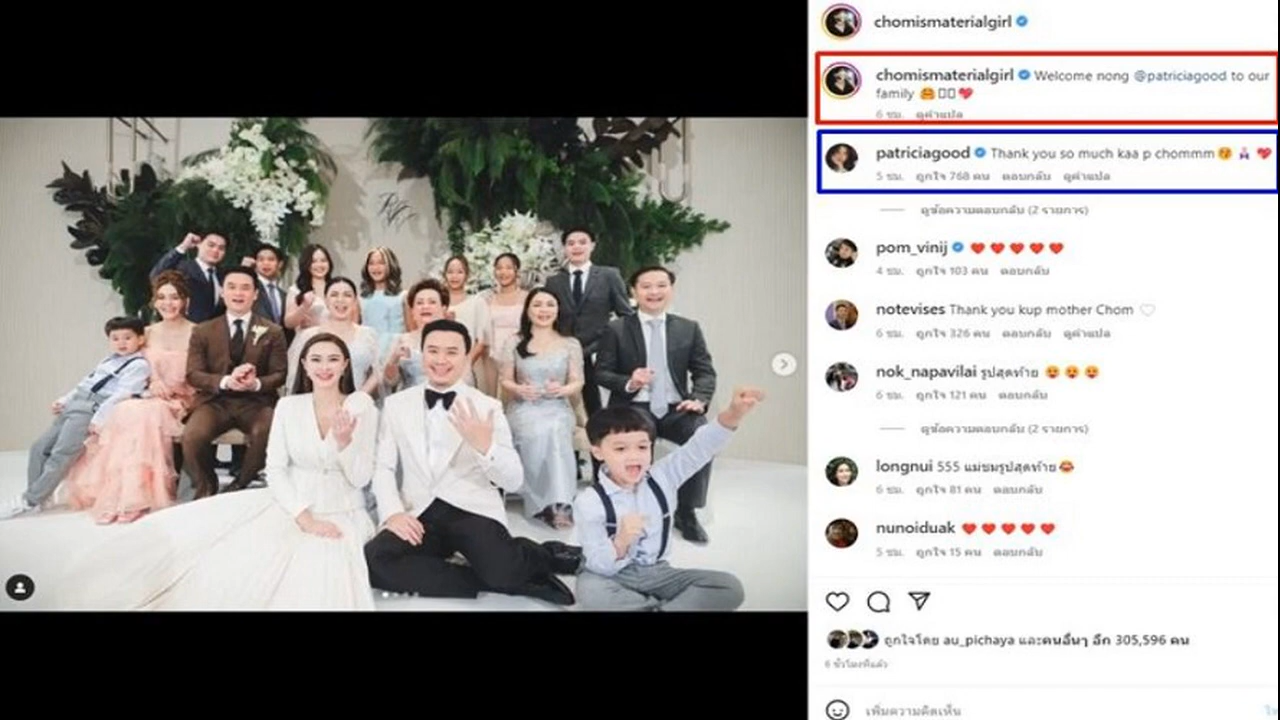 chomismaterialgirl
chomismaterialgirl Welcome nong @patriciagood to our
family
6 ชม. ดูคำแปล
patriciagood Thank you so much kaa p chommm
5 ชม. ถูกใจ 768 คน ตอบกลับ ดูคำแปล
ดูข้อความตอบกลับ (2 รายการ)
pom_vinij ♥ ♥ ♥ ♥ ♥
4 ชม. ถูกใจ 103 คน ตอบกลับ
notevises Thank you kup mother Chom
6 ชม. ถูกใจ 326 คน ตอบกลับ ดูคำแปล
nok_napavilai รูปสุดท้าย
6 ชม. ถูกใจ 121 คน ตอบกลับ
ดูข้อความตอบกลับ (2 รายการ)
longnui 555 แม่ชมรูปสุดท้าย
6 ชม. ถูกใจ 81 คน ตอบกลับ
nunoiduak ♥ ♥ ♥ ♥ ♥
5 ชม. ถูกใจ 15 คน ตอบกลับ
ถูกใจโดย au_pichaya และคนอื่นๆ อีก 305,596 คน
6 ชั่วโมงที่แล้ว
เพิ่มความคิดเห็น